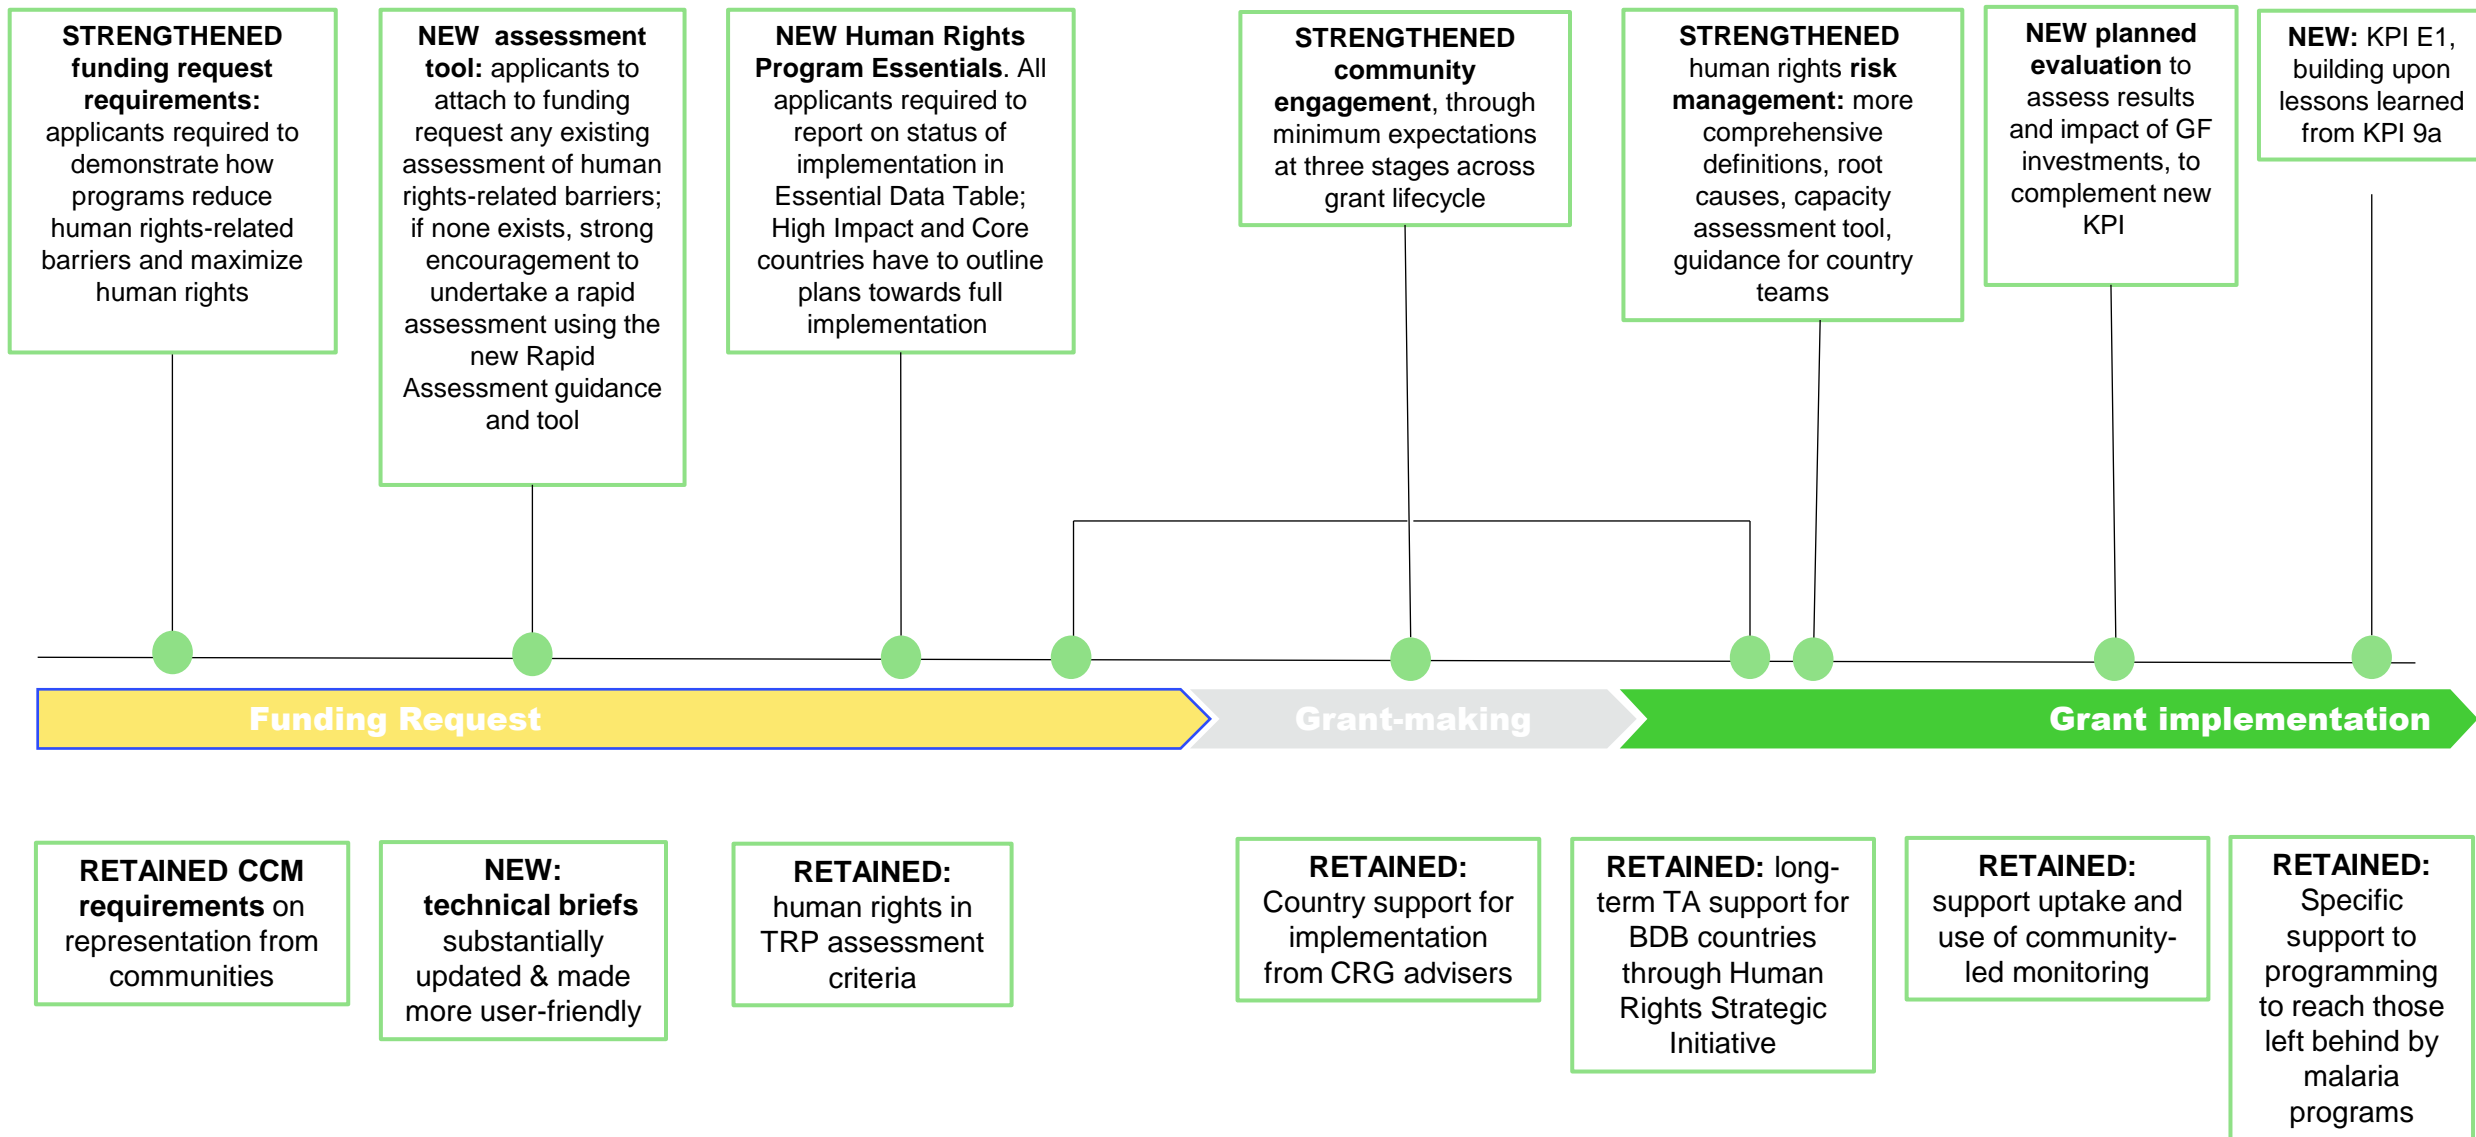 STRENGTHENED
funding request
requirements:
applicants required to
demonstrate how
programs reduce
human rights-related
barriers and maximize
human rights
NEW assessment
tool: applicants to
attach to funding
request any existing
assessment of human
rights-related barriers;
if none exists, strong
encouragement to
undertake a rapid
assessment using the
new Rapid
Assessment guidance
and tool
NEW Human Rights
Program Essentials. All
applicants required to
report on status of
implementation in
Essential Data Table;
High Impact and Core
countries have to outline
plans towards full
implementation
STRENGTHENED
community
engagement, through
minimum expectations
at three stages across
grant lifecycle
STRENGTHENED
human rights risk
management: more
comprehensive
definitions, root
causes, capacity
assessment tool,
guidance for country
teams
NEW planned
evaluation to
assess results
and impact of GF
investments, to
complement new
KPI
NEW: KPI E1,
building upon
lessons learned
from KPI 9a
Funding Request
Grant-making
Grant implementation
RETAINED CCM
requirements on
representation from
communities
NEW:
technical briefs
substantially
updated & made
more user-friendly
RETAINED:
human rights in
TRP assessment
criteria
RETAINED:
Country support for
implementation
from CRG advisers
RETAINED: long-
term TA support for
BDB countries
through Human
Rights Strategic
Initiative
RETAINED:
support uptake and
use of community-
led monitoring
RETAINED:
Specific
support to
programming
to reach those
left behind by
malaria
programs